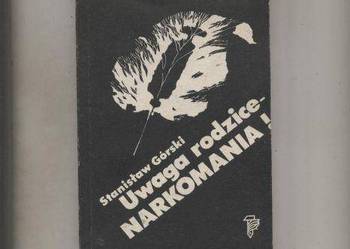 Stanisław Górski
Uwaga rodzice-
NARKOMANIA!